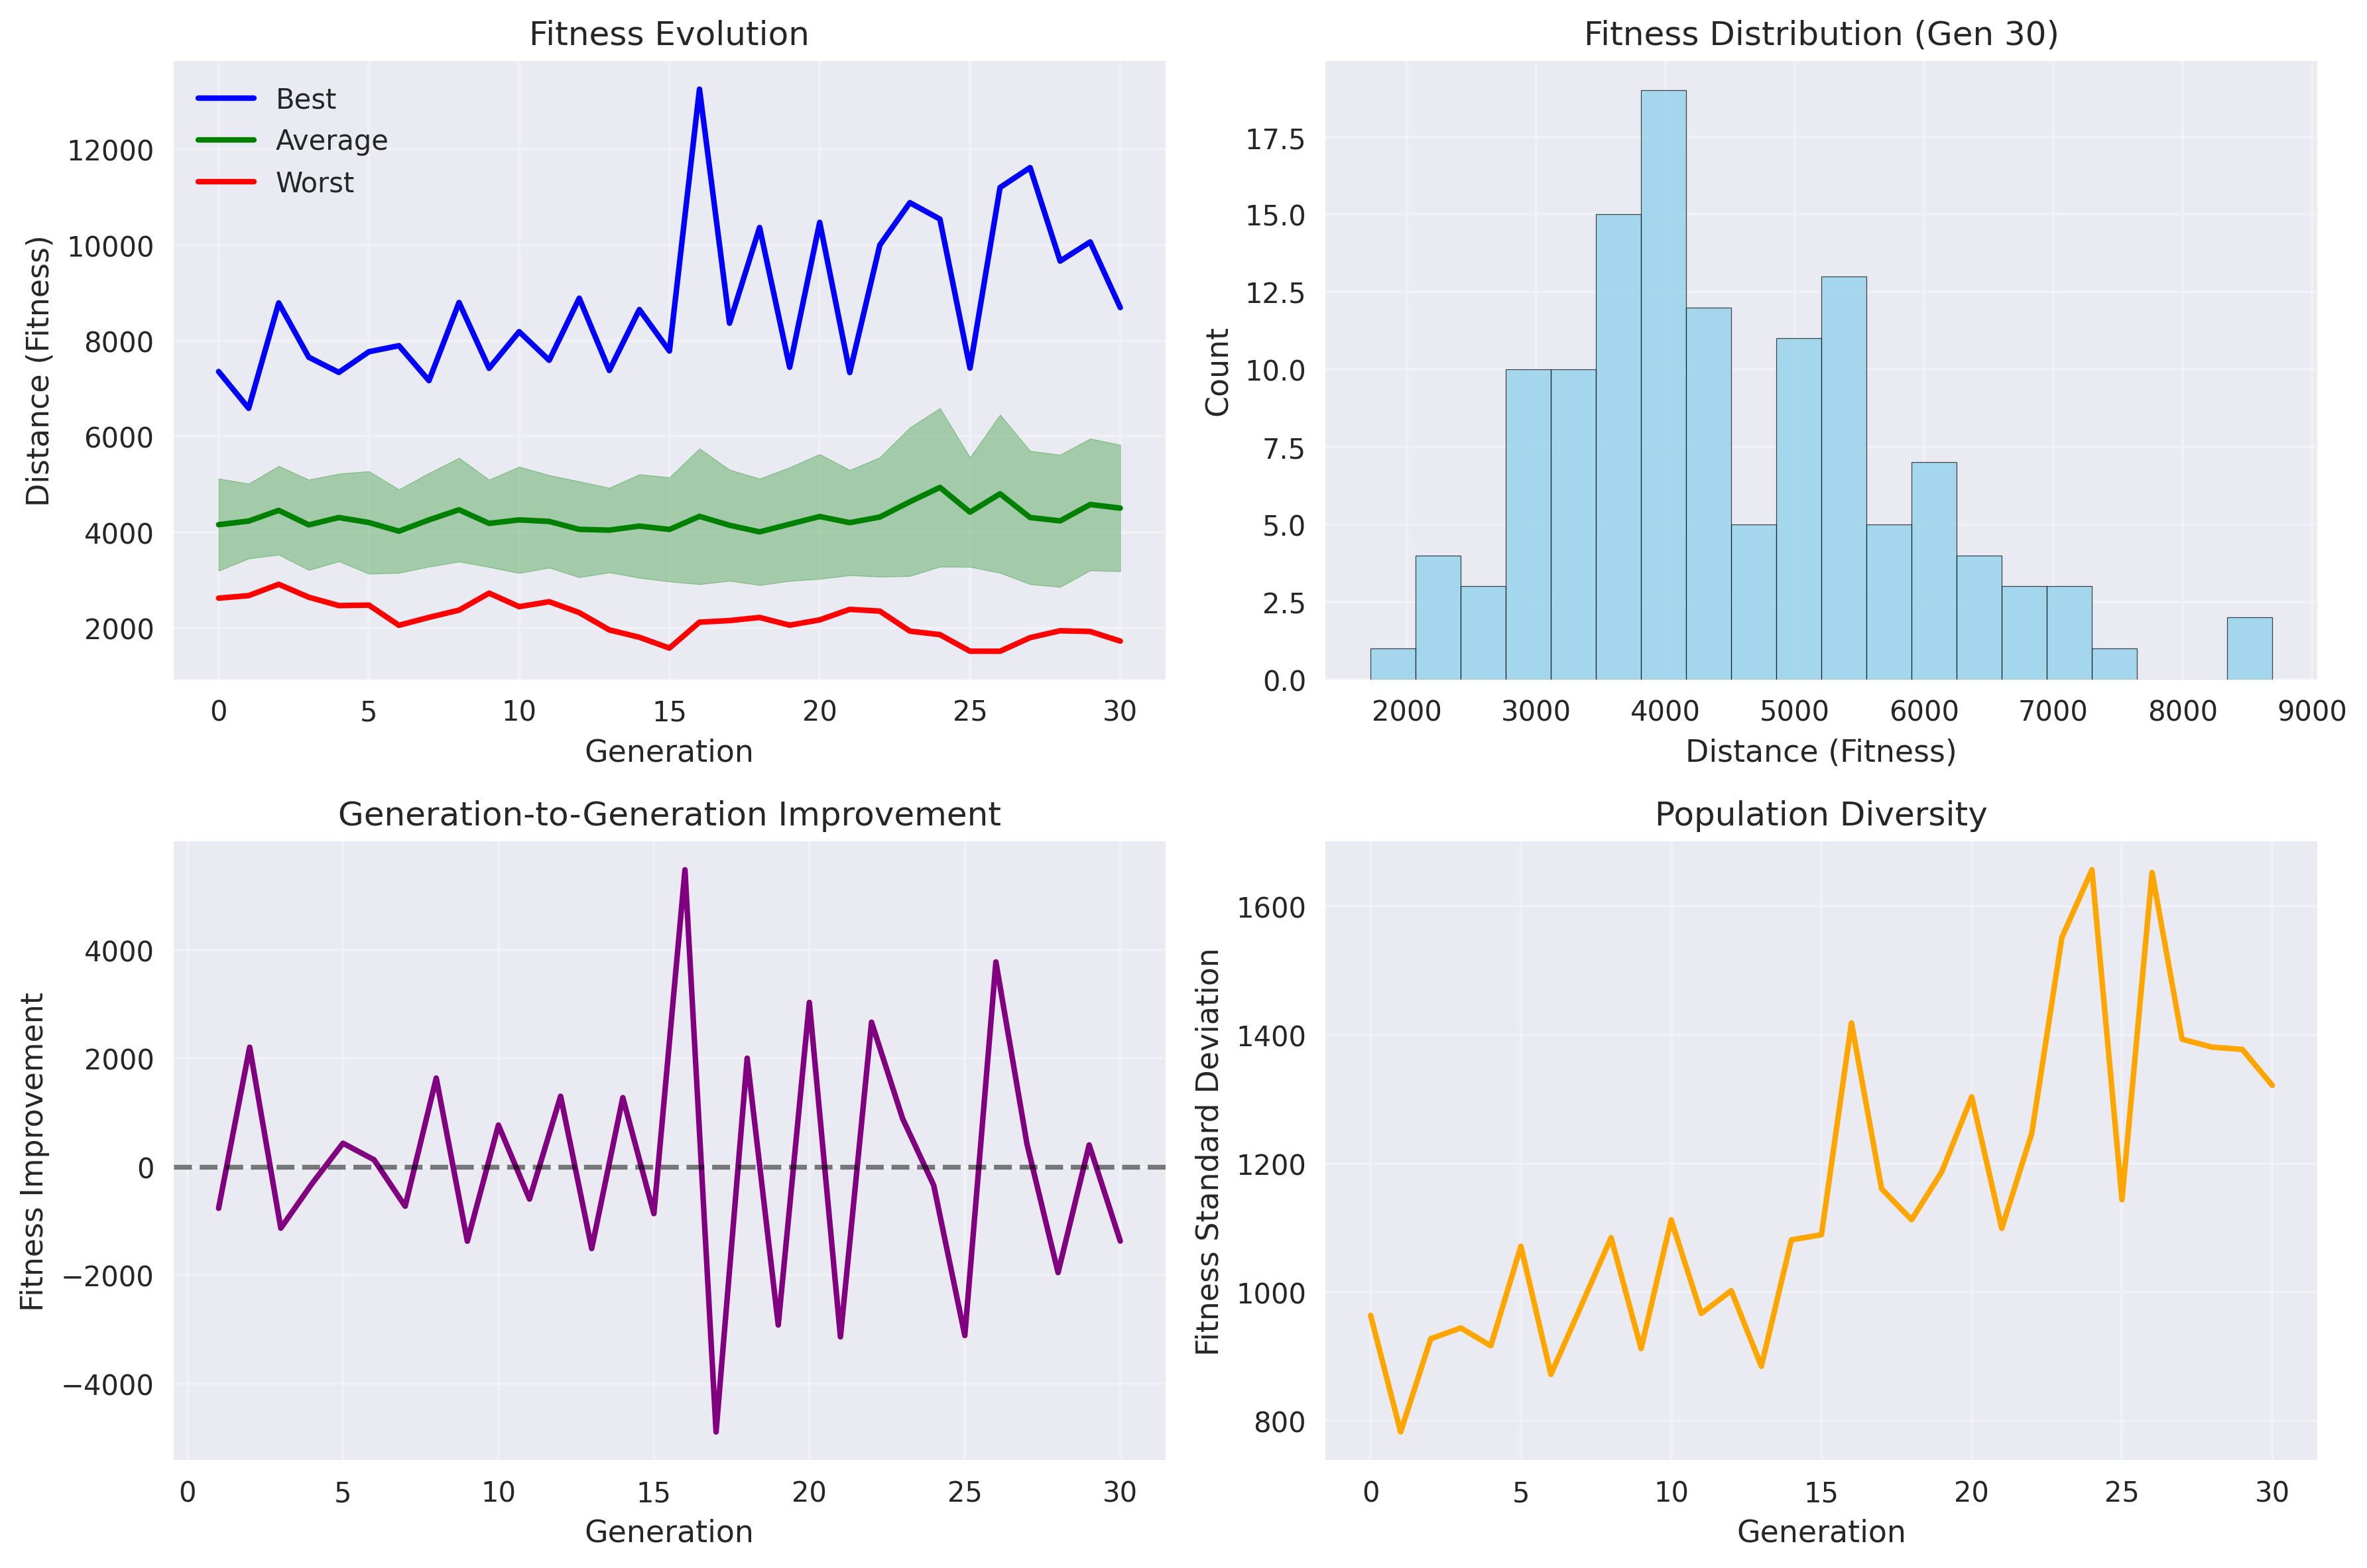 Fitness Evolution
Best
Average
Worst
12000
10000
8000
6000
4000
2000
0 5 10 15 20 25 30
Distance (Fitness)
Generation
Fitness Distribution (Gen 30)
17.5
15.0
12.5
10.0
7.5
5.0
2.5
0.0
2000 3000 4000 5000 6000 7000 8000 9000
Count
Distance (Fitness)
Generation-to-Generation Improvement
4000
2000
0
−2000
−4000
0 5 10 15 20 25 30
Fitness Improvement
Generation
Population Diversity
1600
1400
1200
1000
800
0 5 10 15 20 25 30
Fitness Standard Deviation
Generation